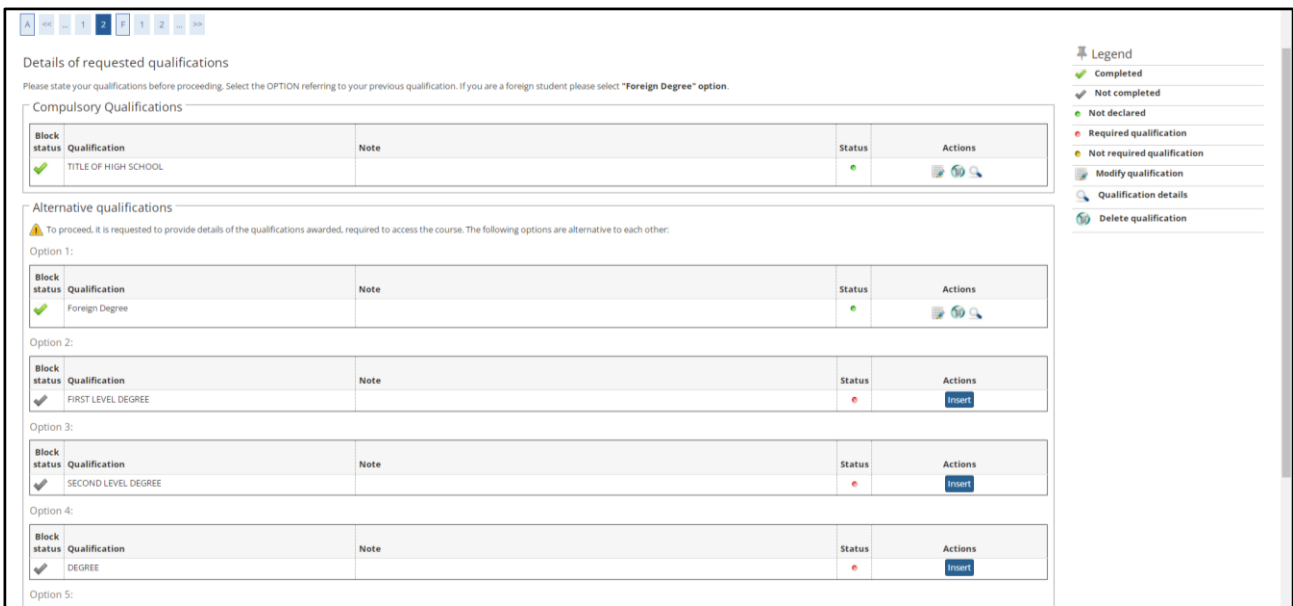 A << ... 1 2 F 1 2 ... >>
Details of requested qualifications
Please state your qualifications before proceeding. Select the OPTION referring to your previous qualification. If you are a foreign student please select "Foreign Degree" option.
Compulsory Qualifications
Block status Qualification Note Status Actions
TITLE OF HIGH SCHOOL
Alternative qualifications
To proceed, it is requested to provide details of the qualifications awarded, required to access the course. The following options are alternative to each other:
Option 1:
Block status Qualification Note Status Actions
Foreign Degree
Option 2:
Block status Qualification Note Status Actions
FIRST LEVEL DEGREE Insert
Option 3:
Block status Qualification Note Status Actions
SECOND LEVEL DEGREE Insert
Option 4:
Block status Qualification Note Status Actions
DEGREE Insert
Option 5:
Legend
Completed
Not completed
Not declared
Required qualification
Not required qualification
Modify qualification
Qualification details
Delete qualification